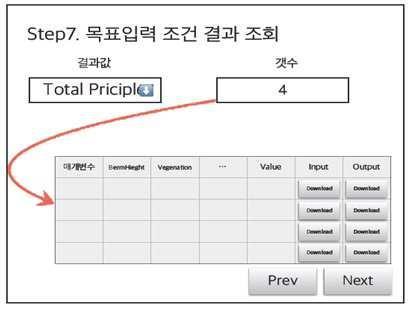 Step7. 목표입력 조건 결과 조회
결과값 갯수
Total Priciple 4
매개변수 BermHieght Vegenation ... Value Input Output
Download Download
Download Download
Download Download
Download Download
Prev Next